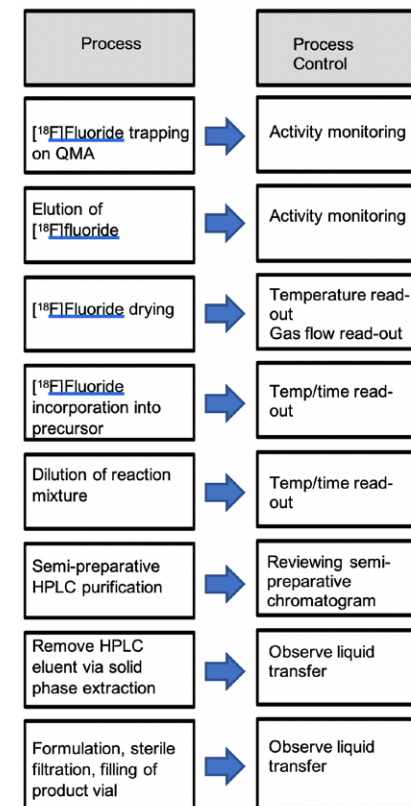 Process
Process
Control
[¹⁸F]Fluoride trapping
on QMA
Activity monitoring
Elution of
[¹⁸F]fluoride
Activity monitoring
[¹⁸F]Fluoride drying
Temperature read-
out
Gas flow read-out
[¹⁸F]Fluoride
incorporation into
precursor
Temp/time read-
out
Dilution of reaction
mixture
Temp/time read-
out
Semi-preparative
HPLC purification
Reviewing semi-
preparative
chromatogram
Remove HPLC
eluent via solid
phase extraction
Observe liquid
transfer
Formulation, sterile
filtration, filling of
product vial
Observe liquid
transfer